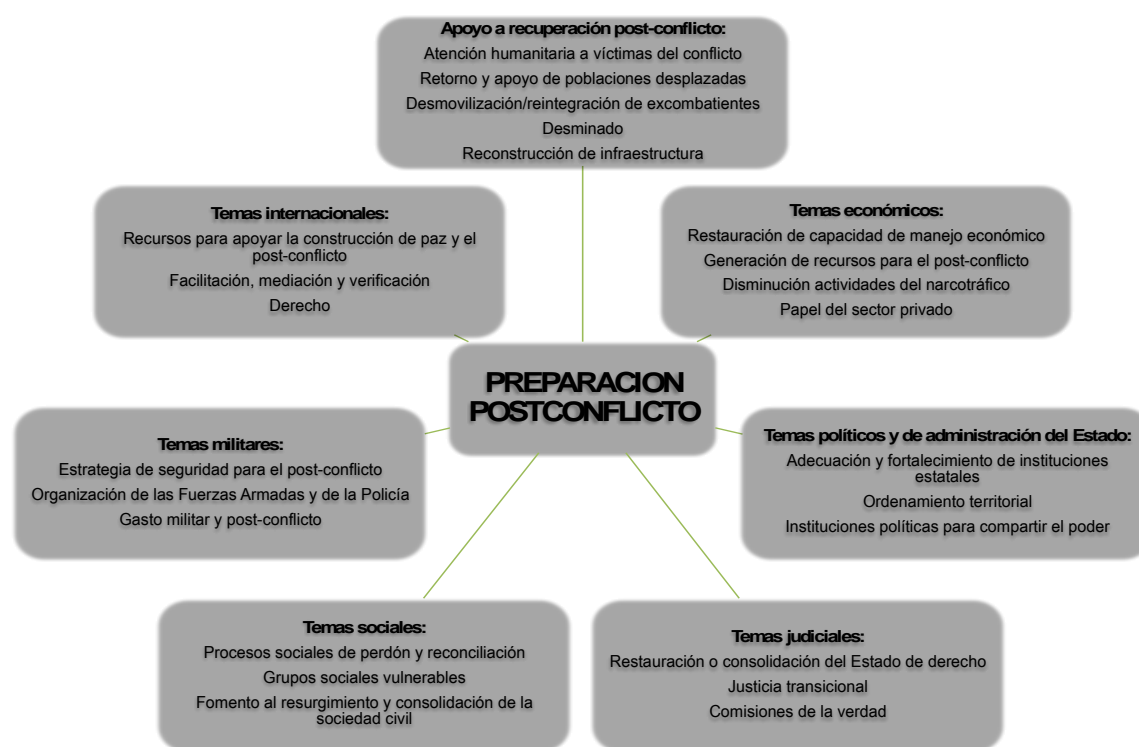 Apoyo a recuperación post-conflicto:
Atención humanitaria a víctimas del conflicto
Retorno y apoyo de poblaciones desplazadas
Desmovilización/reintegración de excombatientes
Desminado
Reconstrucción de infraestructura
Temas internacionales:
Recursos para apoyar la construcción de paz y el
post-conflicto
Facilitación, mediación y verificación
Derecho
Temas económicos:
Restauración de capacidad de manejo económico
Generación de recursos para el post-conflicto
Disminución actividades del narcotráfico
Papel del sector privado
PREPARACION
POSTCONFLICTO
Temas militares:
Estrategia de seguridad para el post-conflicto
Organización de las Fuerzas Armadas y de la Policía
Gasto militar y post-conflicto
Temas políticos y de administración del Estado:
Adecuación y fortalecimiento de instituciones
estatales
Ordenamiento territorial
Instituciones políticas para compartir el poder
Temas sociales:
Procesos sociales de perdón y reconciliación
Grupos sociales vulnerables
Fomento al resurgimiento y consolidación de la
sociedad civil
Temas judiciales:
Restauración o consolidación del Estado de derecho
Justicia transicional
Comisiones de la verdad